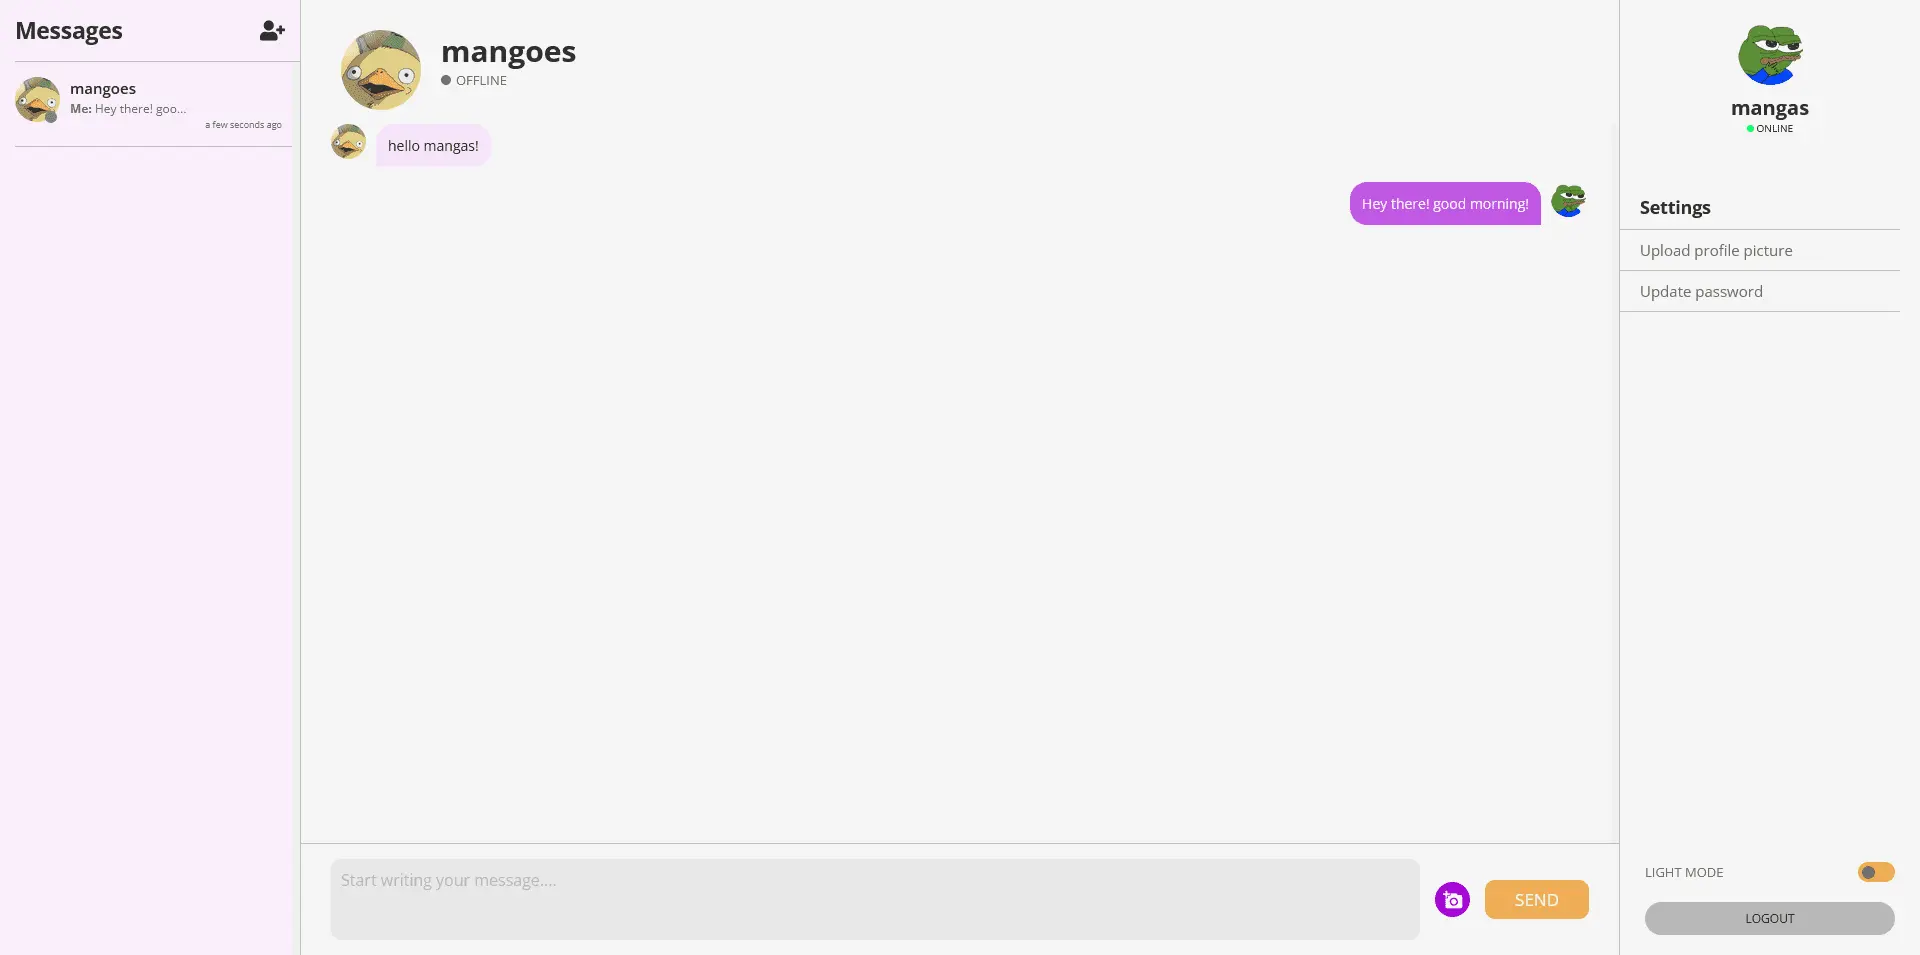 Messages
mangoes
Me: Hey there! goo...
a few seconds ago
mangoes
OFFLINE
hello mangas!
Hey there! good morning!
Start writing your message....
SEND
mangas
ONLINE
Settings
Upload profile picture
Update password
LIGHT MODE
LOGOUT